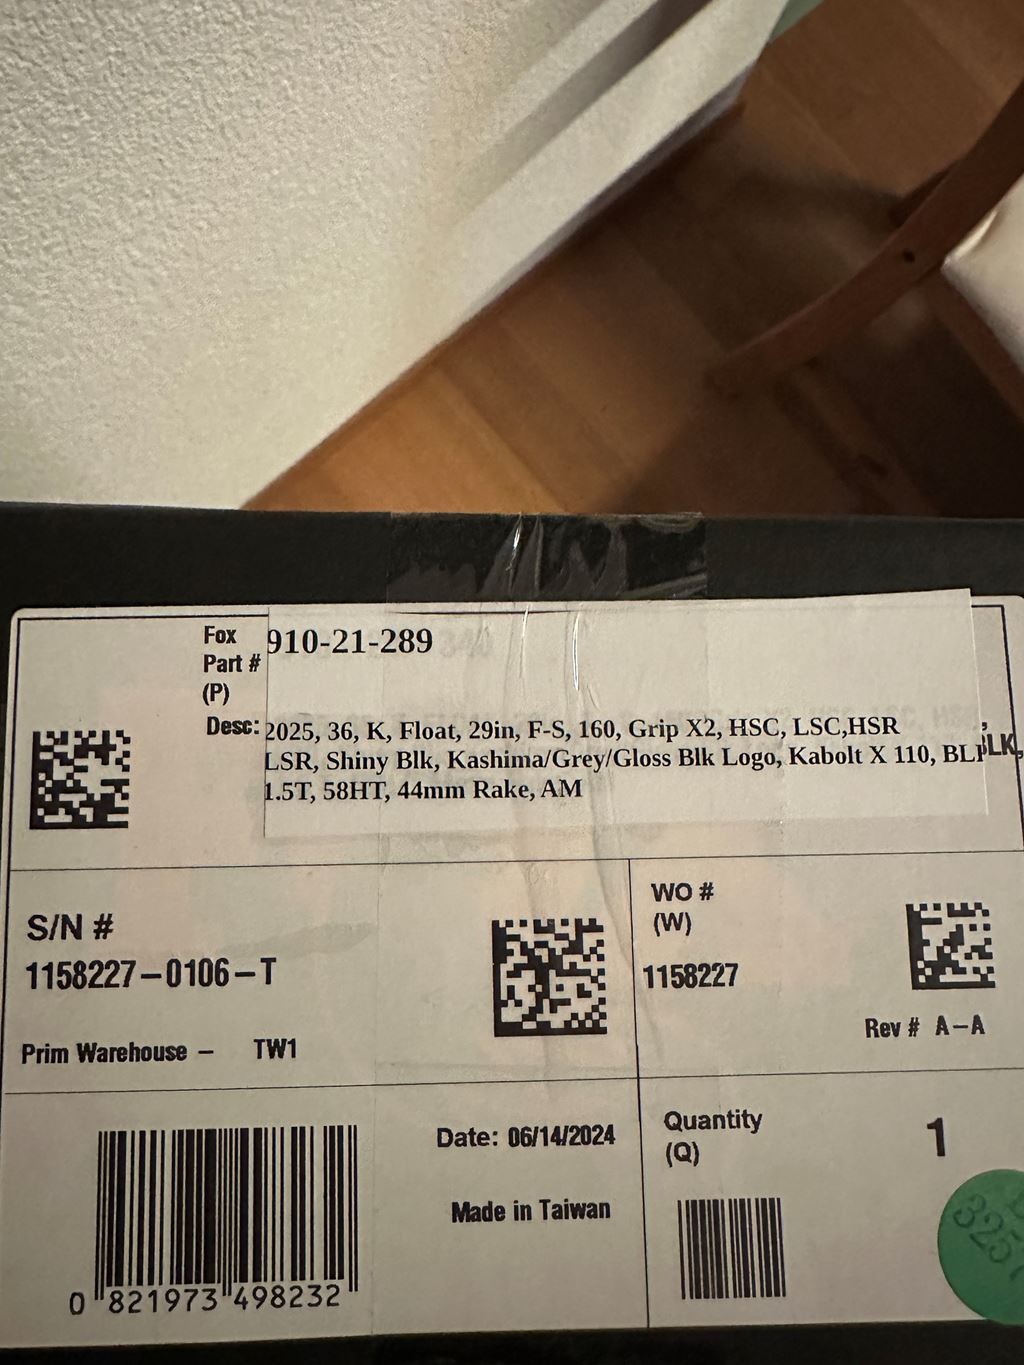 Fox
Part #
(P)
910-21-289
Desc:
2025, 36, K, Float, 29in, F-S, 160, Grip X2, HSC, LSC,HSR
LSR, Shiny Blk, Kashima/Grey/Gloss Blk Logo, Kabolt X 110, BLK
1.5T, 58HT, 44mm Rake, AM
S/N #
1158227-0106-T
Prim Warehouse - TW1
WO #
(W)
1158227
Rev # A-A
0 821973 498232
Date: 06/14/2024
Made in Taiwan
Quantity
(Q)
1